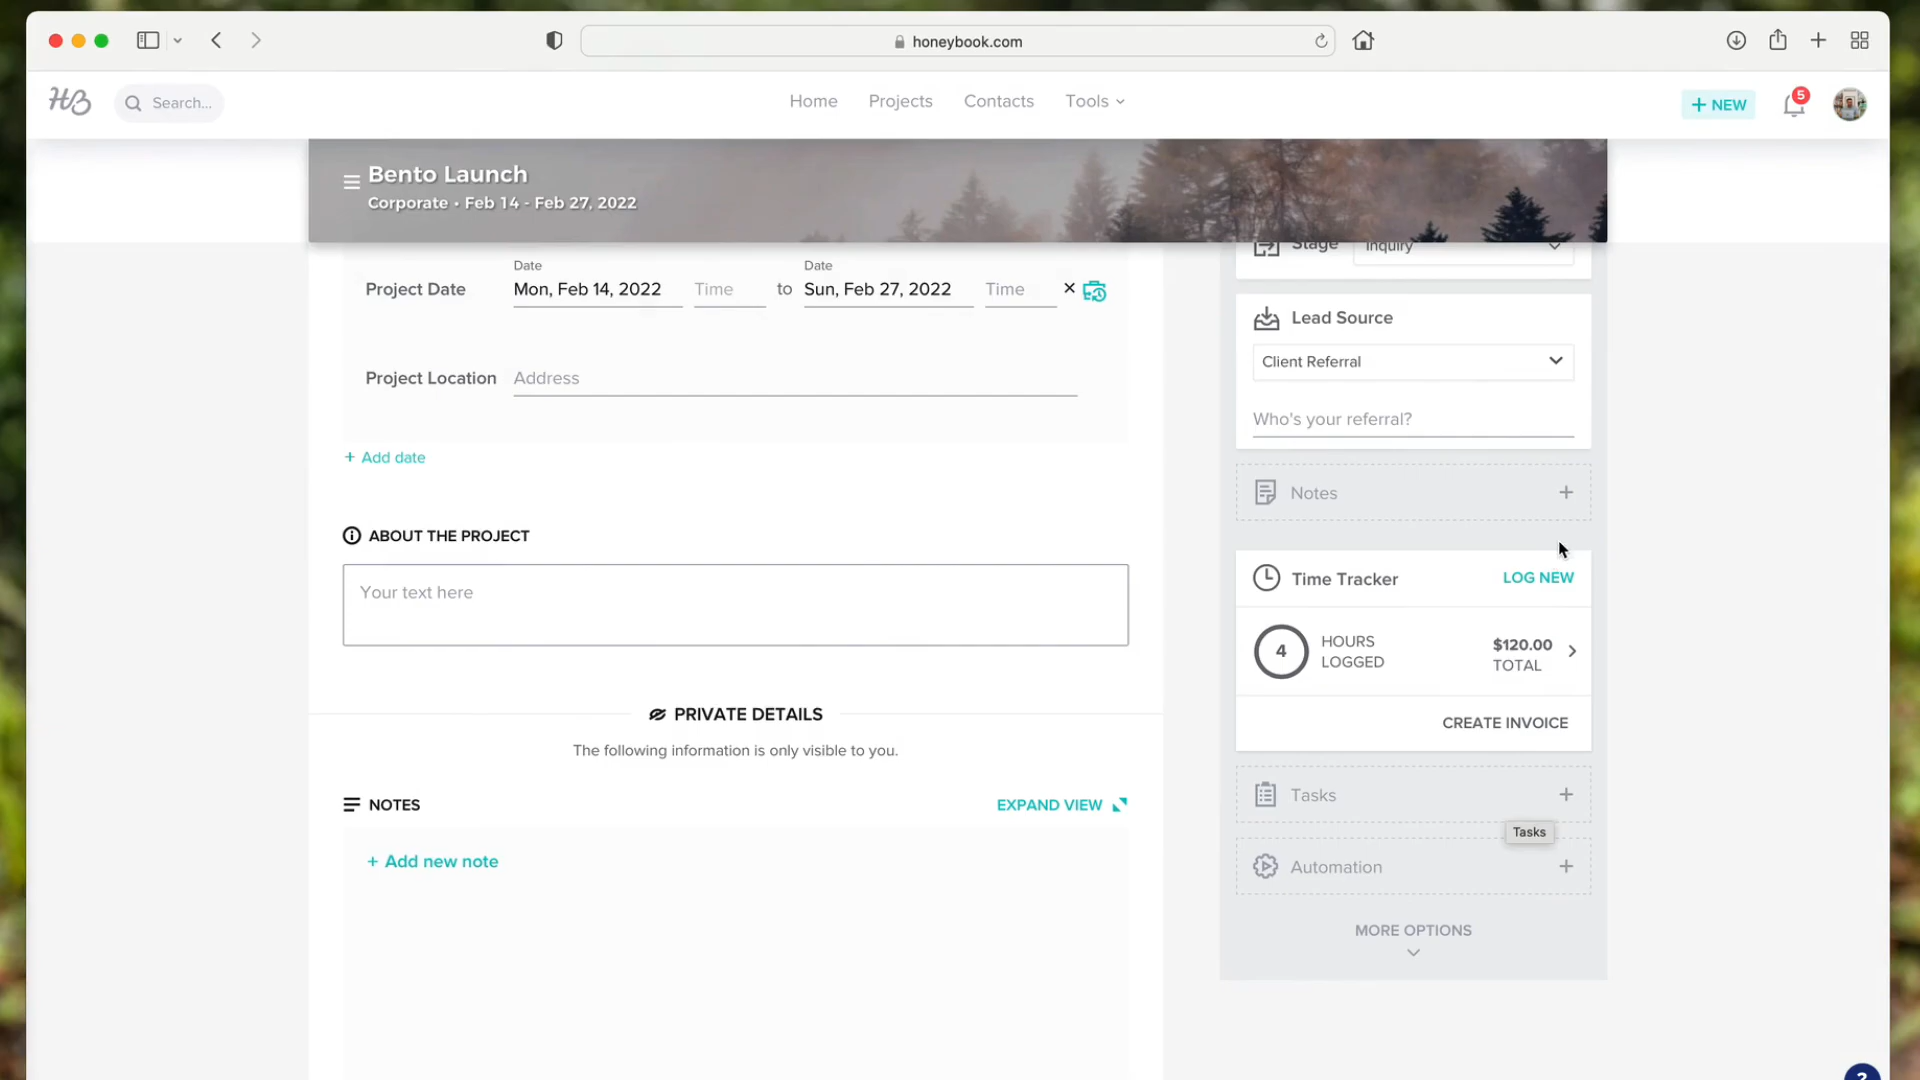 honeybook.com
HB
Search...
Home
Projects
Contacts
Tools
+ NEW
5
Bento Launch
Corporate • Feb 14 - Feb 27, 2022
Stage
Inquiry
Date
Date
Project Date
Mon, Feb 14, 2022
Time
to
Sun, Feb 27, 2022
Time
Lead Source
Client Referral
Project Location
Address
Who's your referral?
+ Add date
Notes
ABOUT THE PROJECT
Your text here
Time Tracker
LOG NEW
4
HOURS
LOGGED
$120.00
TOTAL
PRIVATE DETAILS
CREATE INVOICE
The following information is only visible to you.
NOTES
EXPAND VIEW
Tasks
Tasks
+ Add new note
Automation
MORE OPTIONS
?